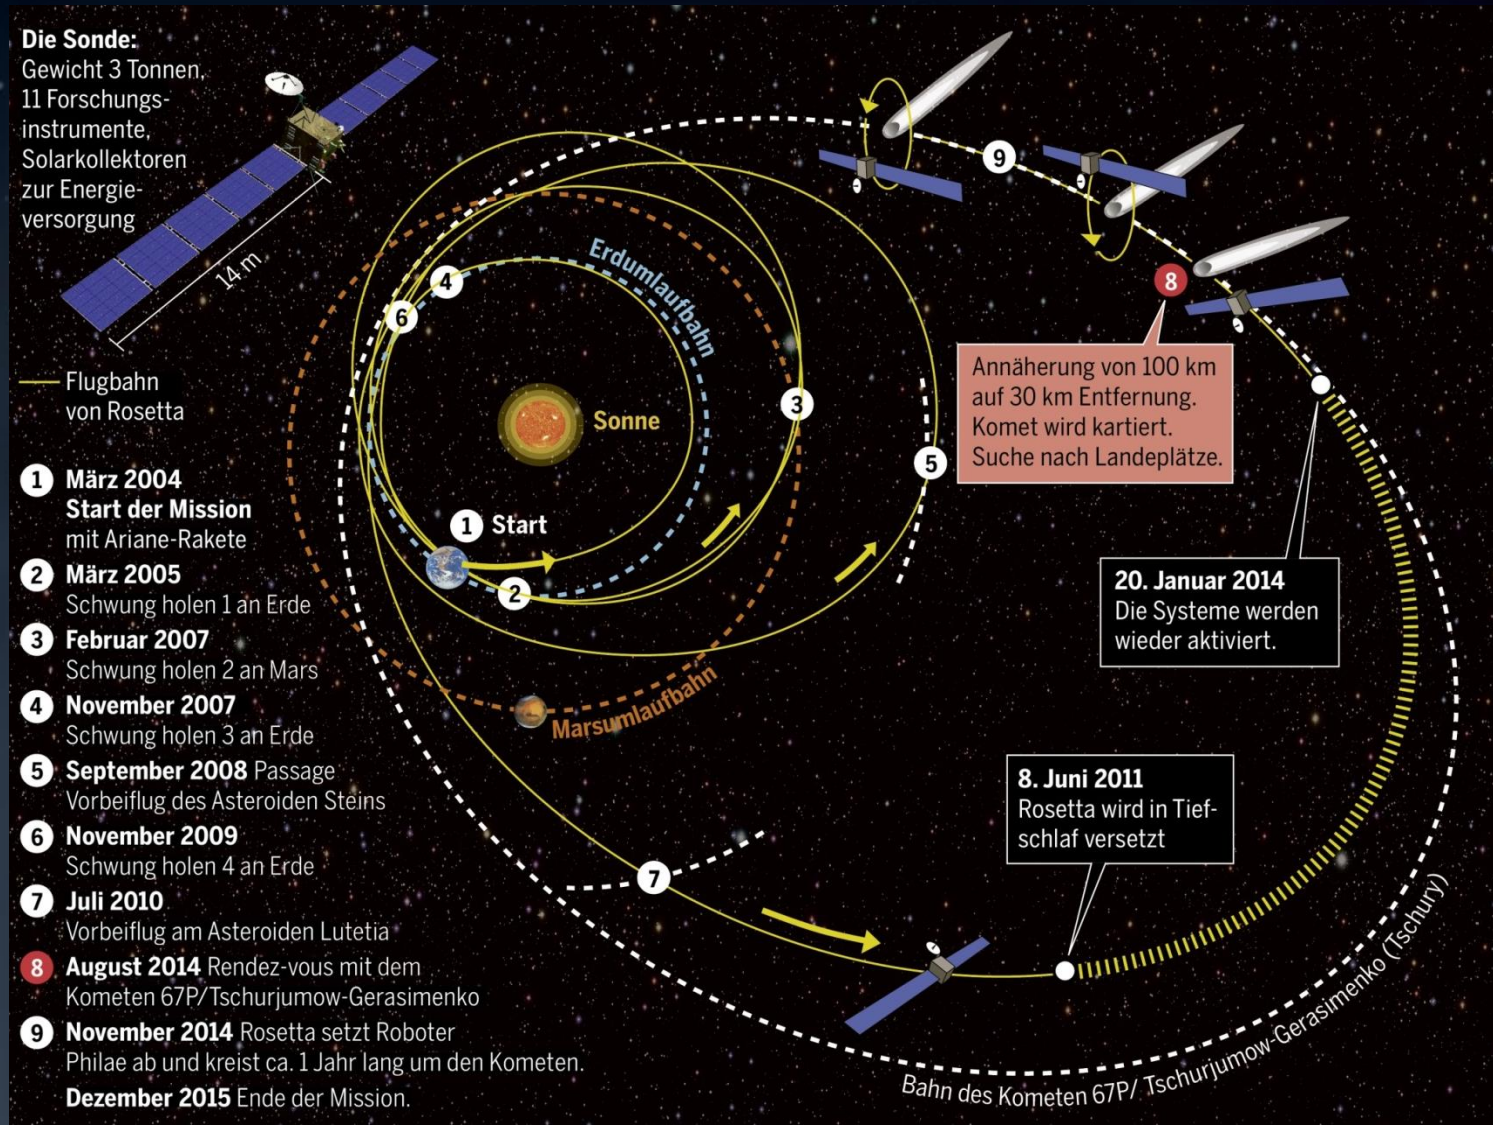 Die Sonde:
Gewicht 3 Tonnen,
11 Forschungs-
instrumente,
Solarkollektoren
zur Energie-
versorgung
14 m
Flugbahn
von Rosetta
1 März 2004
Start der Mission
mit Ariane-Rakete
2 März 2005
Schwung holen 1 an Erde
3 Februar 2007
Schwung holen 2 an Mars
4 November 2007
Schwung holen 3 an Erde
5 September 2008 Passage
Vorbeiflug des Asteroiden Steins
6 November 2009
Schwung holen 4 an Erde
7 Juli 2010
Vorbeiflug am Asteroiden Lutetia
8 August 2014 Rendez-vous mit dem
Kometen 67P/Tschurjumow-Gerasimenko
9 November 2014 Rosetta setzt Roboter
Philae ab und kreist ca. 1 Jahr lang um den Kometen.
Dezember 2015 Ende der Mission.
4
6
Erdumlaufbahn
Sonne
3
5
1 Start
2
Marsumlaufbahn
7
9
8
Annäherung von 100 km
auf 30 km Entfernung.
Komet wird kartiert.
Suche nach Landeplätze.
20. Januar 2014
Die Systeme werden
wieder aktiviert.
8. Juni 2011
Rosetta wird in Tief-
schlaf versetzt
Bahn des Kometen 67P/ Tschurjumow-Gerasimenko (Tschury)